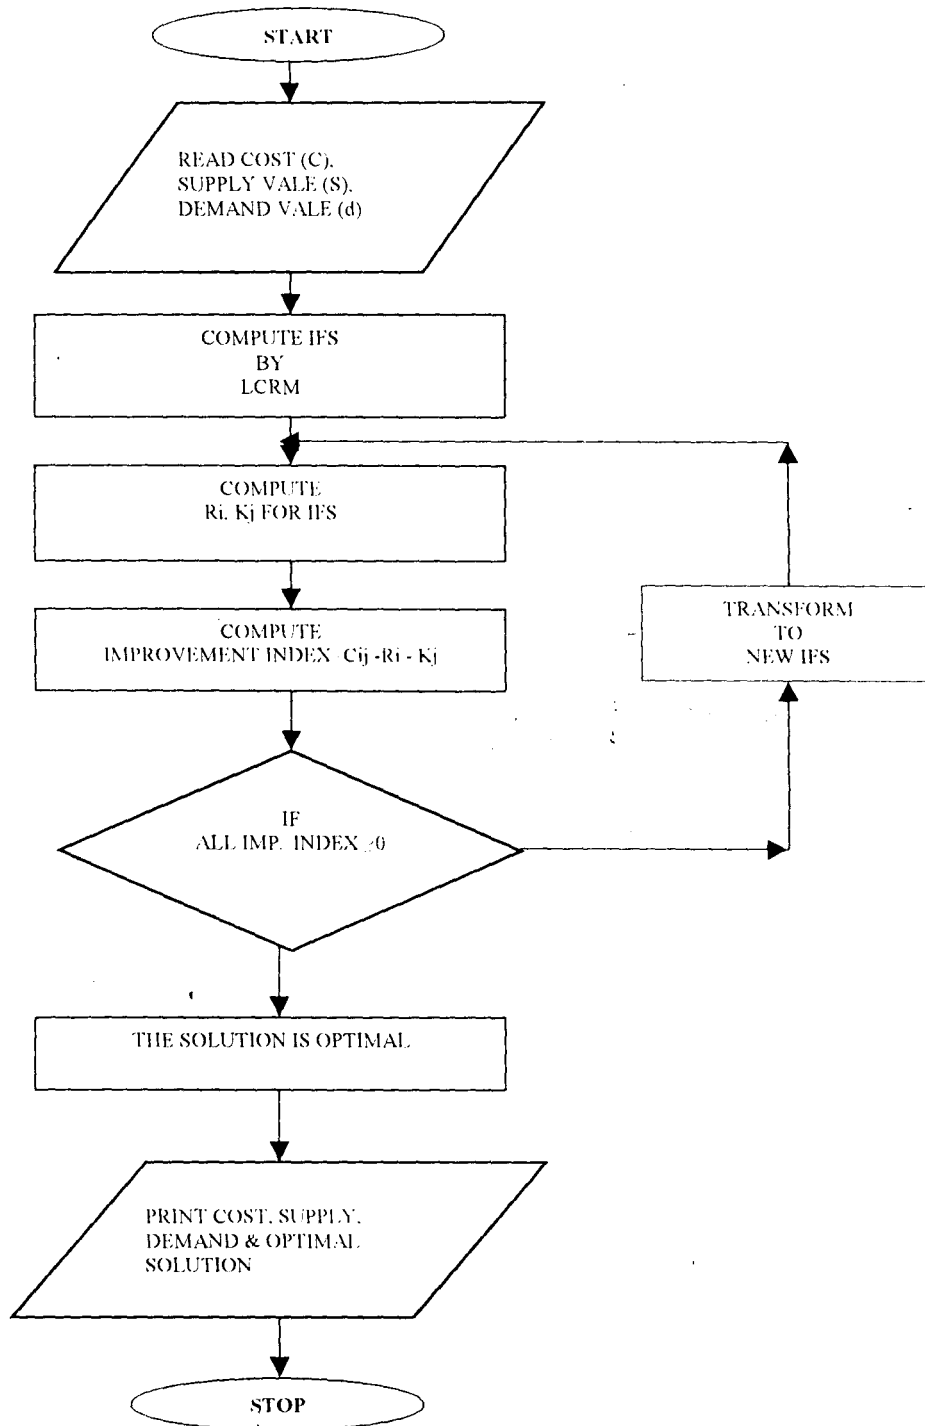 START
READ COST (C),
SUPPLY VALE (S),
DEMAND VALE (d)
COMPUTE IFS
BY
LCRM
COMPUTE
Ri, Kj FOR IFS
COMPUTE
IMPROVEMENT INDEX Cij -Ri - Kj
TRANSFORM
TO
NEW IFS
IF
ALL IMP. INDEX 0
THE SOLUTION IS OPTIMAL
PRINT COST, SUPPLY,
DEMAND & OPTIMAL
SOLUTION
STOP